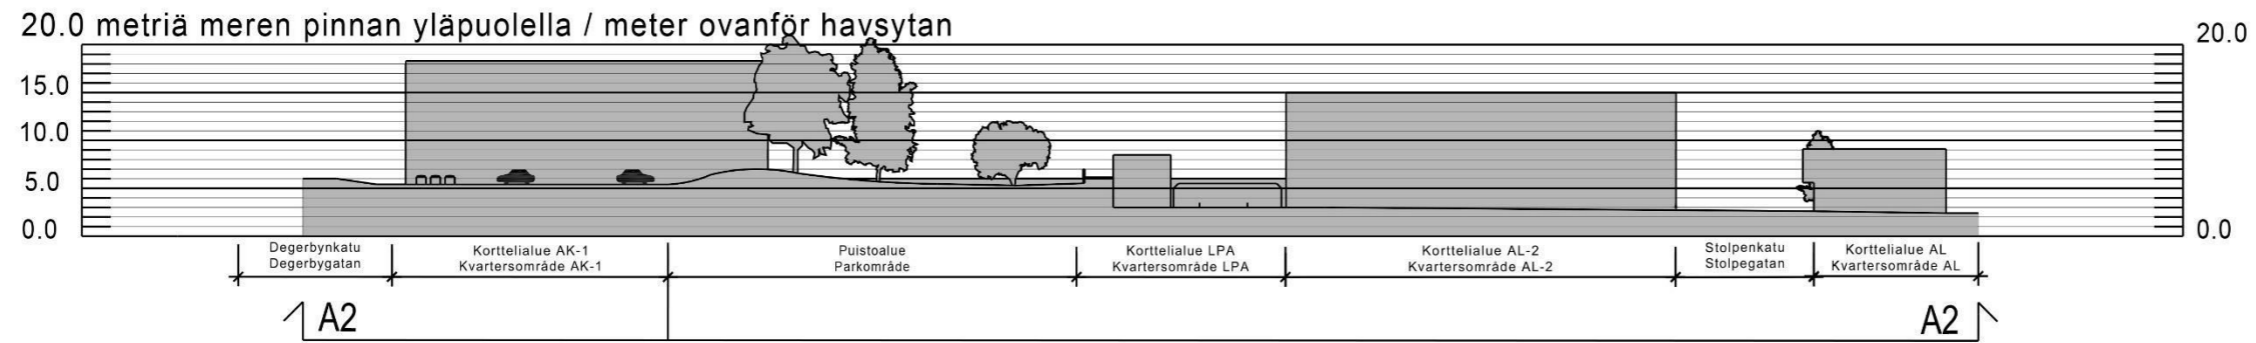 20.0 metriä meren pinnan yläpuolella / meter ovanför havsytan
20.0
15.0
10.0
5.0
0.0
0.0
Degerbynkatu
Degerbygatan
Korttelialue AK-1
Kvartersområde AK-1
Puistoalue
Parkområde
Korttelialue LPA
Kvartersområde LPA
Korttelialue AL-2
Kvartersområde AL-2
Stolpenkatu
Stolpegatan
Korttelialue AL
Kvartersområde AL
A2
A2